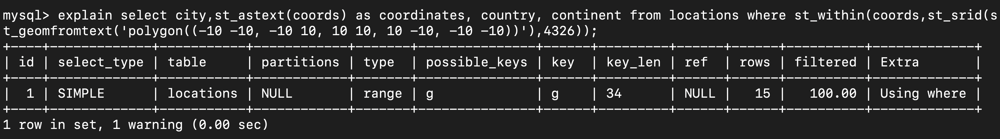 mysql> explain select city,st_astext(coords) as coordinates, country, continent from locations where st_within(coords,st_srid(s
t_geomfromtext('polygon((-10 -10, -10 10, 10 10, 10 -10, -10 -10))'),4326));
+----+-------------+-----------+------------+-------+---------------+------+---------+------+------+----------+-------------+
| id | select_type | table     | partitions | type  | possible_keys | key  | key_len | ref  | rows | filtered | Extra       |
+----+-------------+-----------+------------+-------+---------------+------+---------+------+------+----------+-------------+
|  1 | SIMPLE      | locations | NULL       | range | g             | g    | 34      | NULL |   15 |   100.00 | Using where |
+----+-------------+-----------+------------+-------+---------------+------+---------+------+------+----------+-------------+
1 row in set, 1 warning (0.00 sec)